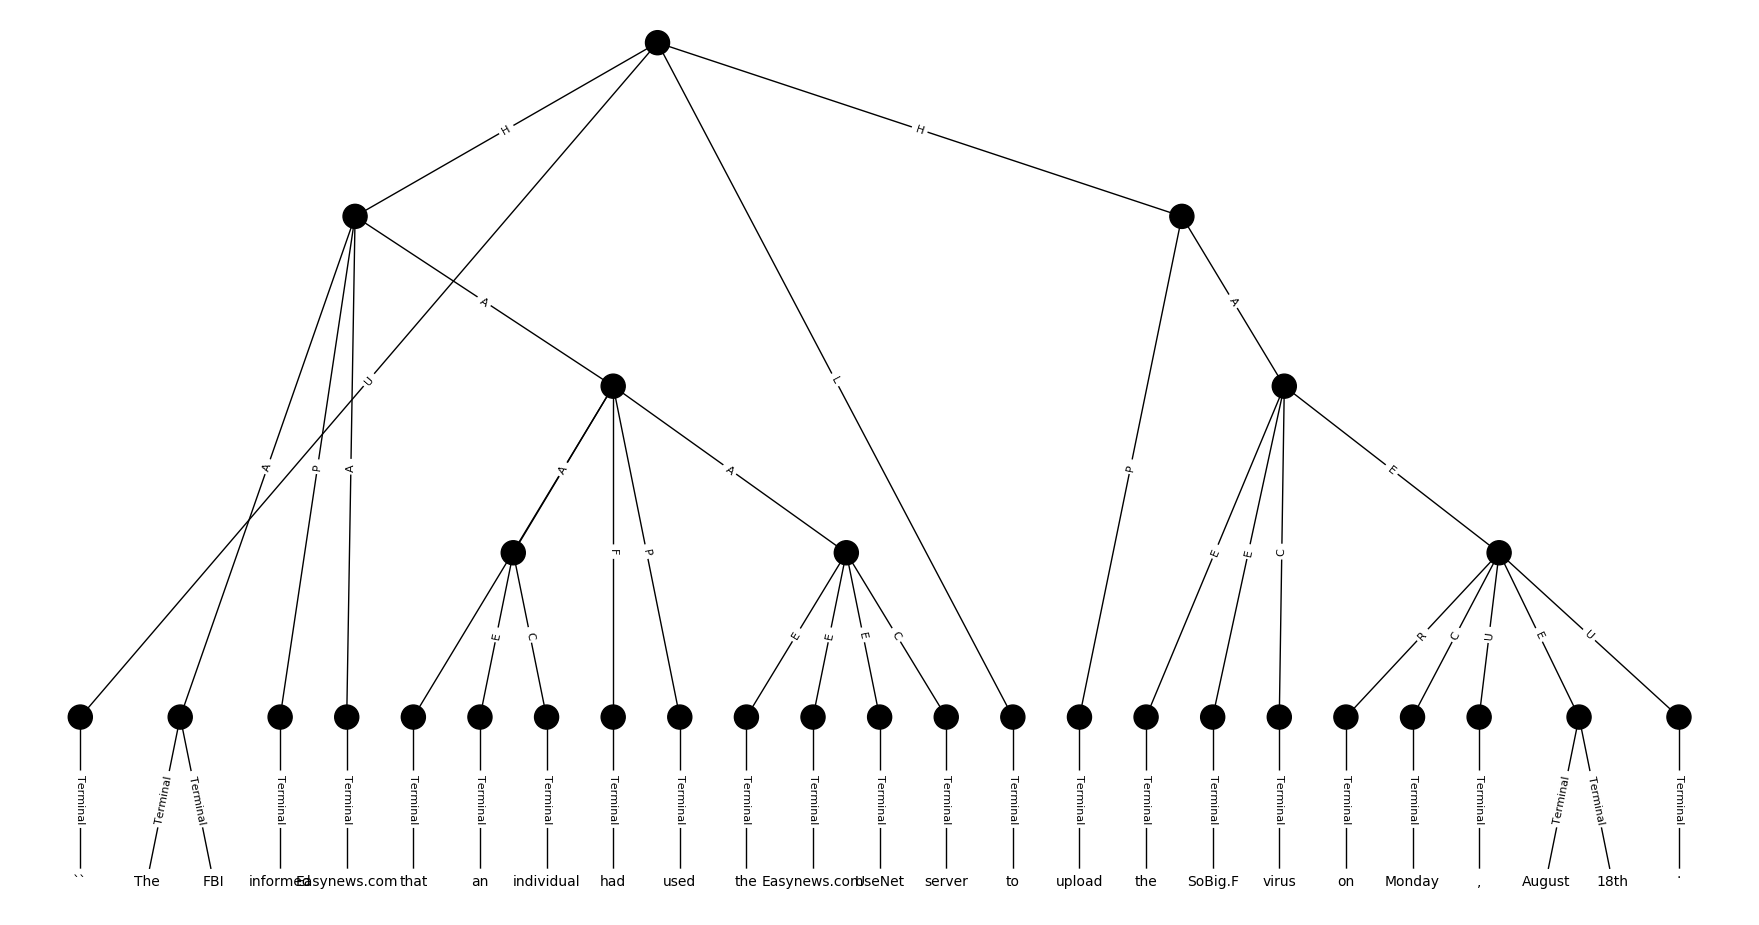 H
H
A
A
U
L
A
P
A
A
A
P
E
F
P
E
E
C
E
C
E
E
E
C
R
C
U
E
U
Terminal Terminal Terminal Terminal Terminal Terminal Terminal Terminal Terminal Terminal Terminal Terminal Terminal Terminal Terminal Terminal Terminal Terminal Terminal Terminal Terminal Terminal Terminal Terminal Terminal
`` The FBI informed Easynews.com that an individual had used the Easynews.com UseNet server to upload the SoBig.F virus on Monday , August 18th .